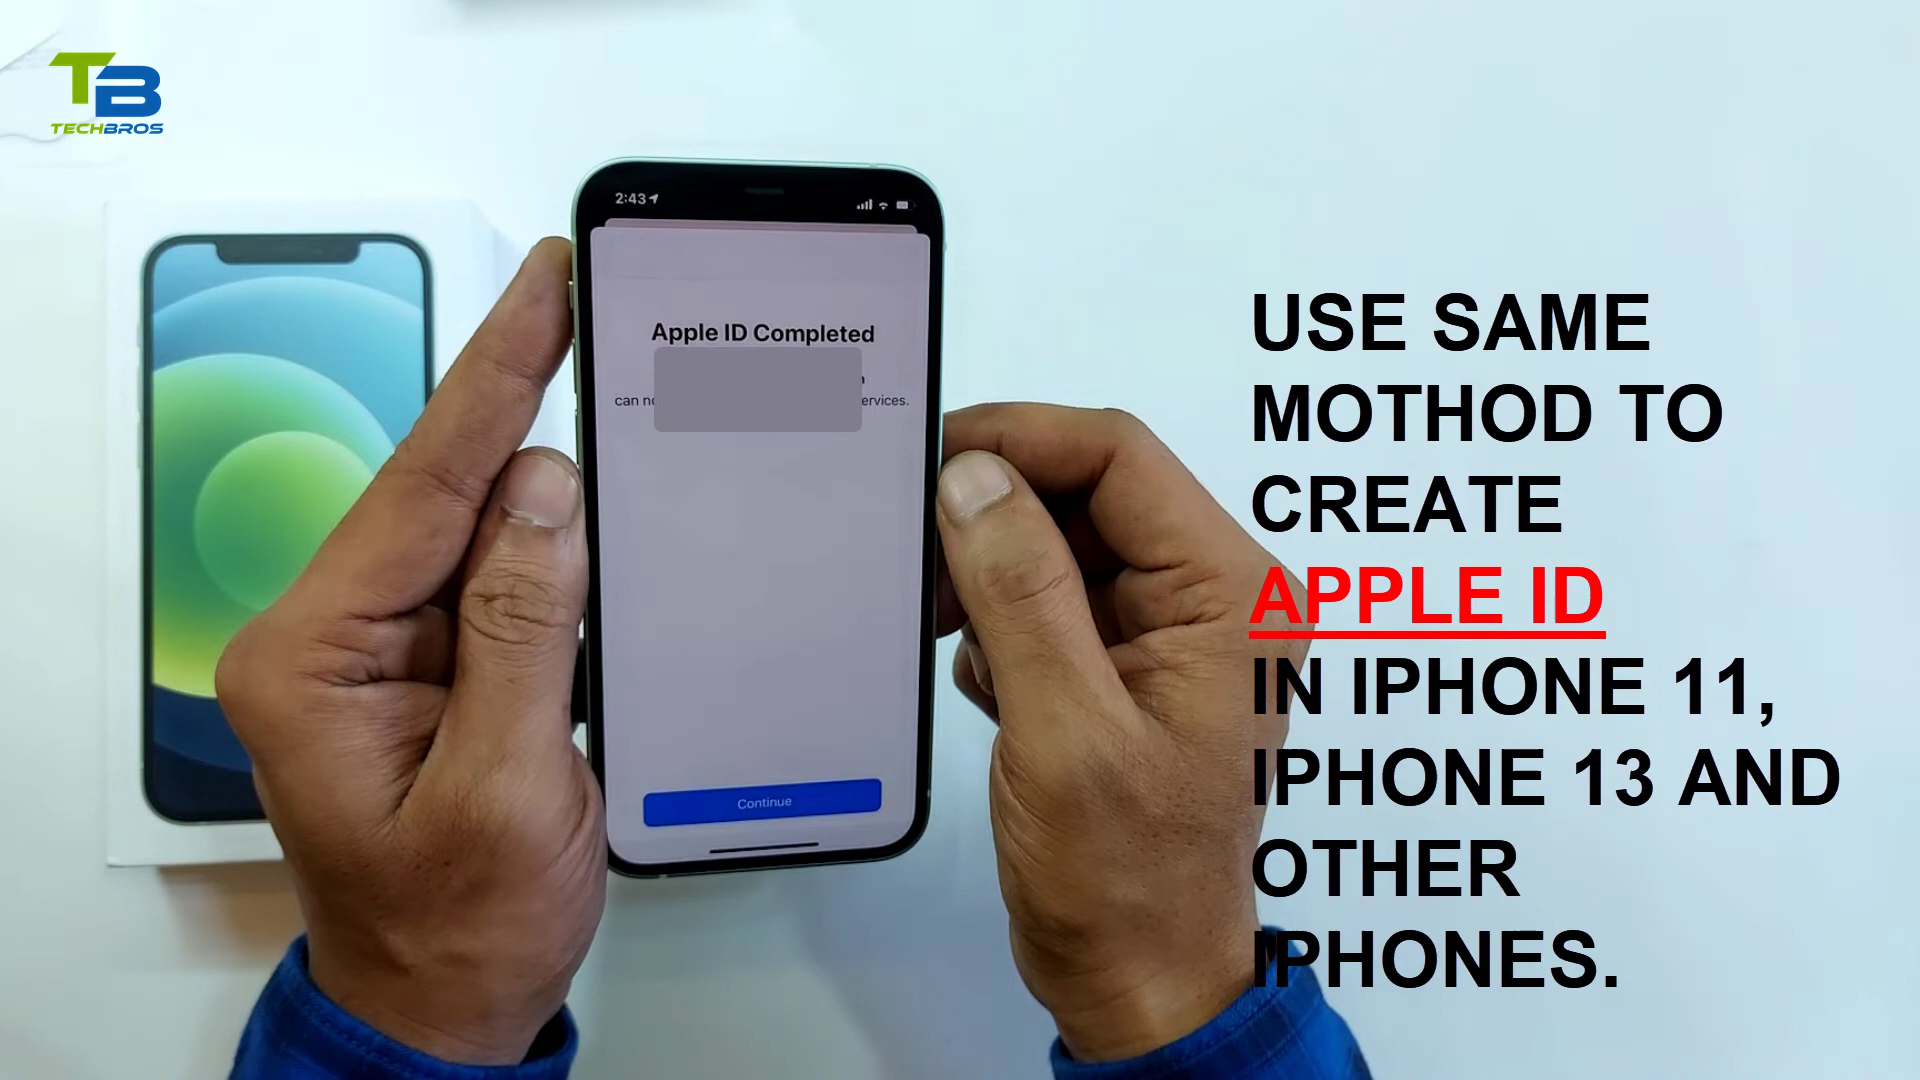 TB
TECHBROS
2:43
Apple ID Completed
can
ervices.
Continue
USE SAME
MOTHOD TO
CREATE
APPLE ID
IN IPHONE 11,
IPHONE 13 AND
OTHER
IPHONES.